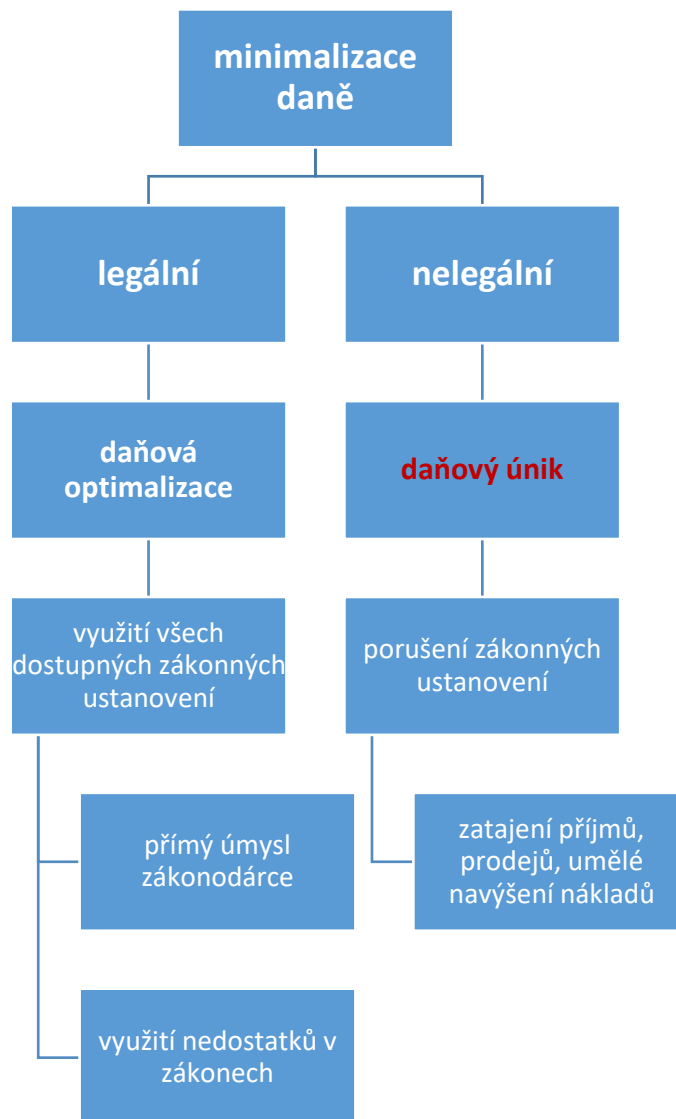 minimalizace
daně
legální
nelegální
daňová
optimalizace
daňový únik
využití všech
dostupných zákonných
ustanovení
porušení zákonných
ustanovení
přímý úmysl
zákonodárce
zatajení příjmů,
prodejů, umělé
navýšení nákladů
využití nedostatků v
zákonech